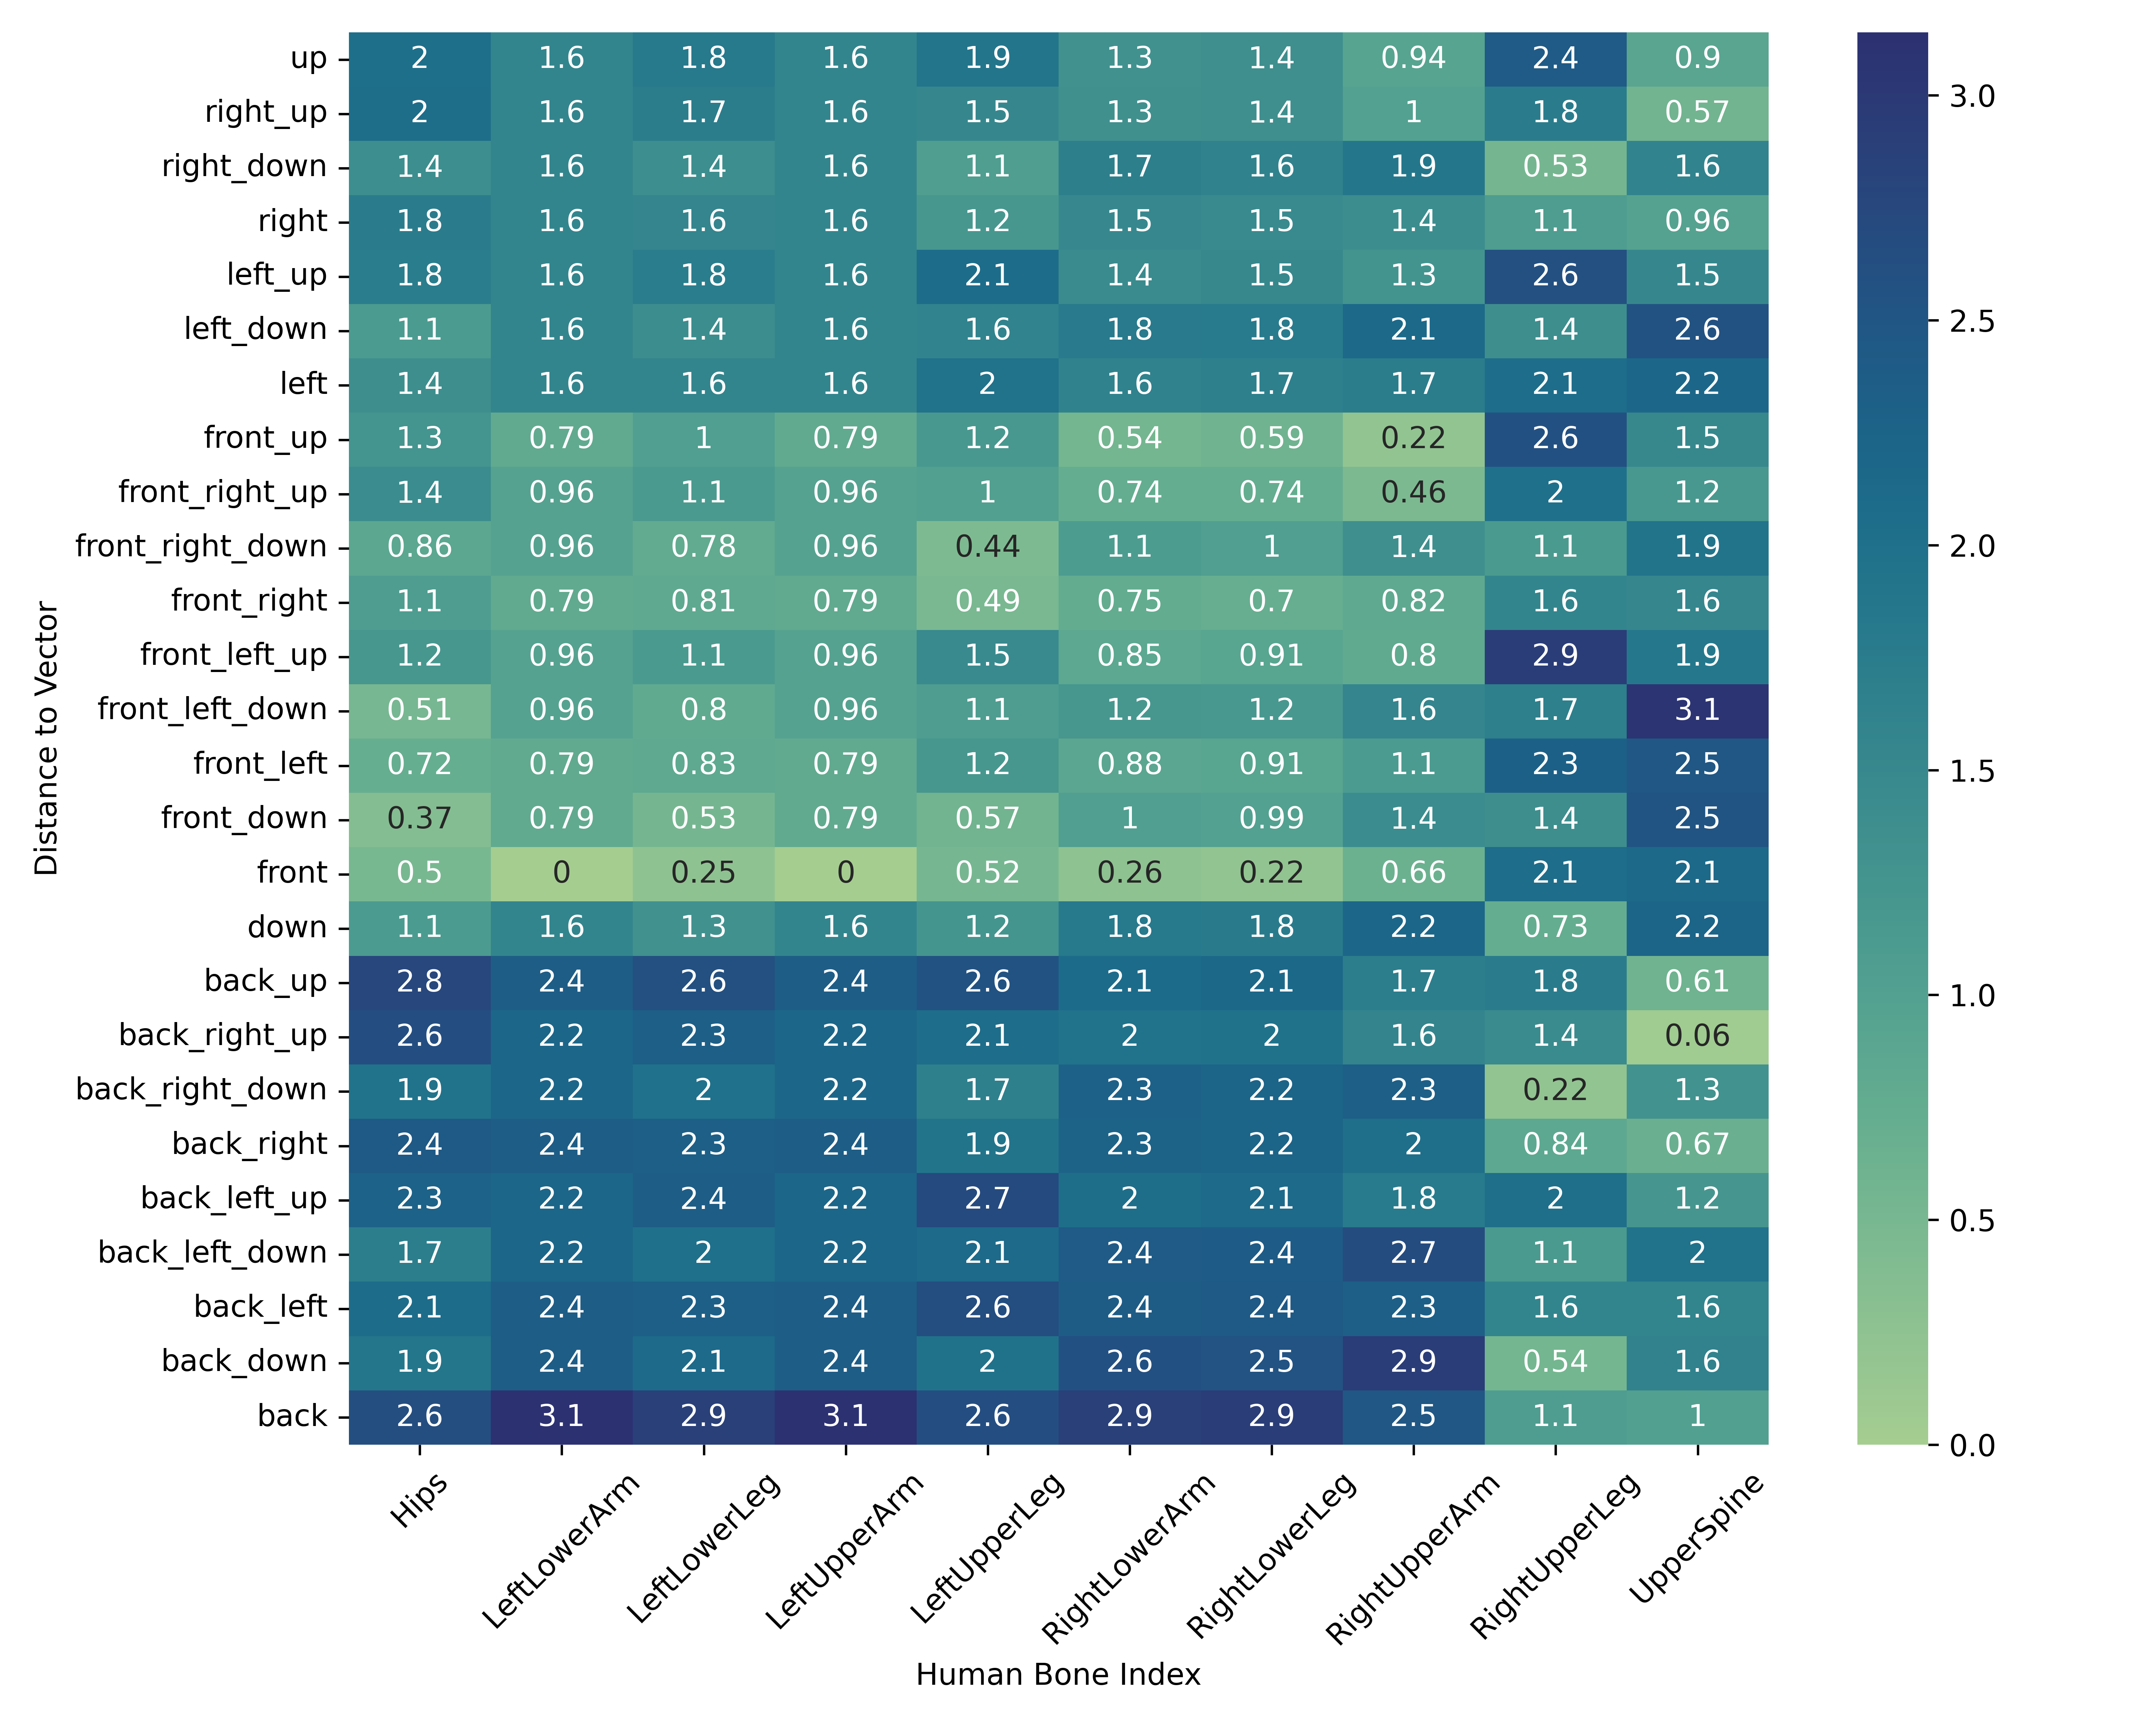 up 2 1.6 1.8 1.6 1.9 1.3 1.4 0.94 2.4 0.9
right_up 2 1.6 1.7 1.6 1.5 1.3 1.4 1 1.8 0.57
right_down 1.4 1.6 1.4 1.6 1.1 1.7 1.6 1.9 0.53 1.6
right 1.8 1.6 1.6 1.6 1.2 1.5 1.5 1.4 1.1 0.96
left_up 1.8 1.6 1.8 1.6 2.1 1.4 1.5 1.3 2.6 1.5
left_down 1.1 1.6 1.4 1.6 1.6 1.8 1.8 2.1 1.4 2.6
left 1.4 1.6 1.6 1.6 2 1.6 1.7 1.7 2.1 2.2
front_up 1.3 0.79 1 0.79 1.2 0.54 0.59 0.22 2.6 1.5
front_right_up 1.4 0.96 1.1 0.96 1 0.74 0.74 0.46 2 1.2
front_right_down 0.86 0.96 0.78 0.96 0.44 1.1 1 1.4 1.1 1.9
front_right 1.1 0.79 0.81 0.79 0.49 0.75 0.7 0.82 1.6 1.6
front_left_up 1.2 0.96 1.1 0.96 1.5 0.85 0.91 0.8 2.9 1.9
front_left_down 0.51 0.96 0.8 0.96 1.1 1.2 1.2 1.6 1.7 3.1
front_left 0.72 0.79 0.83 0.79 1.2 0.88 0.91 1.1 2.3 2.5
front_down 0.37 0.79 0.53 0.79 0.57 1 0.99 1.4 1.4 2.5
front 0.5 0 0.25 0 0.52 0.26 0.22 0.66 2.1 2.1
down 1.1 1.6 1.3 1.6 1.2 1.8 1.8 2.2 0.73 2.2
back_up 2.8 2.4 2.6 2.4 2.6 2.1 2.1 1.7 1.8 0.61
back_right_up 2.6 2.2 2.3 2.2 2.1 2 2 1.6 1.4 0.06
back_right_down 1.9 2.2 2 2.2 1.7 2.3 2.2 2.3 0.22 1.3
back_right 2.4 2.4 2.3 2.4 1.9 2.3 2.2 2 0.84 0.67
back_left_up 2.3 2.2 2.4 2.2 2.7 2 2.1 1.8 2 1.2
back_left_down 1.7 2.2 2 2.2 2.1 2.4 2.4 2.7 1.1 2
back_left 2.1 2.4 2.3 2.4 2.6 2.4 2.4 2.3 1.6 1.6
back_down 1.9 2.4 2.1 2.4 2 2.6 2.5 2.9 0.54 1.6
back 2.6 3.1 2.9 3.1 2.6 2.9 2.9 2.5 1.1 1
Hips LeftLowerArm LeftLowerLeg LeftUpperArm LeftUpperLeg RightLowerArm RightLowerLeg RightUpperArm RightUpperLeg UpperSpine
Human Bone Index
Distance to Vector
3.0
2.5
2.0
1.5
1.0
0.5
0.0